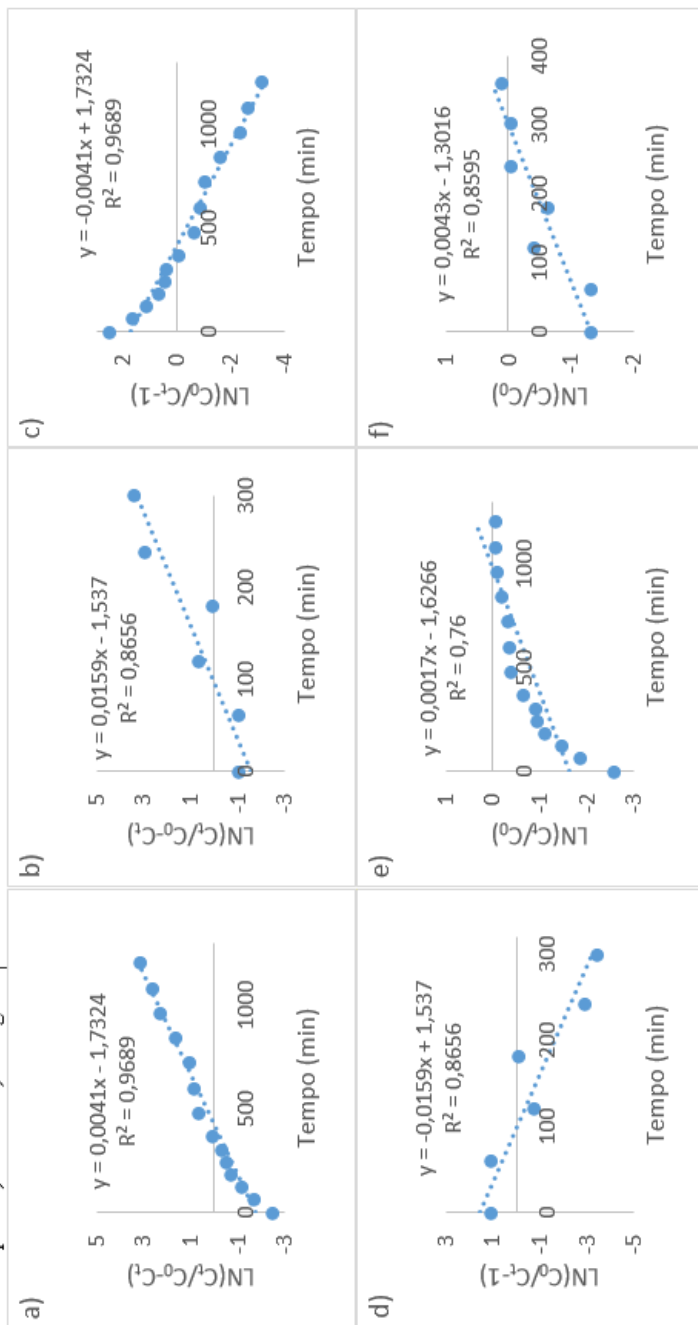 a)
y = 0,0041x - 1,7324
R² = 0,9689
LN(Cₜ/C₀-Cₜ)
5
3
1
-1
-3
0
500
1000
Tempo (min)
b)
y = 0,0159x - 1,537
R² = 0,8656
LN(Cₜ/C₀-Cₜ)
5
3
1
-1
-3
0
100
200
300
Tempo (min)
c)
y = -0,0041x + 1,7324
R² = 0,9689
LN(C₀/Cₜ-1)
2
0
-2
-4
0
500
1000
Tempo (min)
d)
y = -0,0159x + 1,537
R² = 0,8656
LN(C₀/Cₜ-1)
3
1
-1
-3
-5
0
100
200
300
Tempo (min)
e)
y = 0,0017x - 1,6266
R² = 0,76
LN(Cₜ/C₀)
1
0
-1
-2
-3
0
500
1000
Tempo (min)
f)
y = 0,0043x - 1,3016
R² = 0,8595
LN(Cₜ/C₀)
1
0
-1
-2
0
100
200
300
400
Tempo (min)